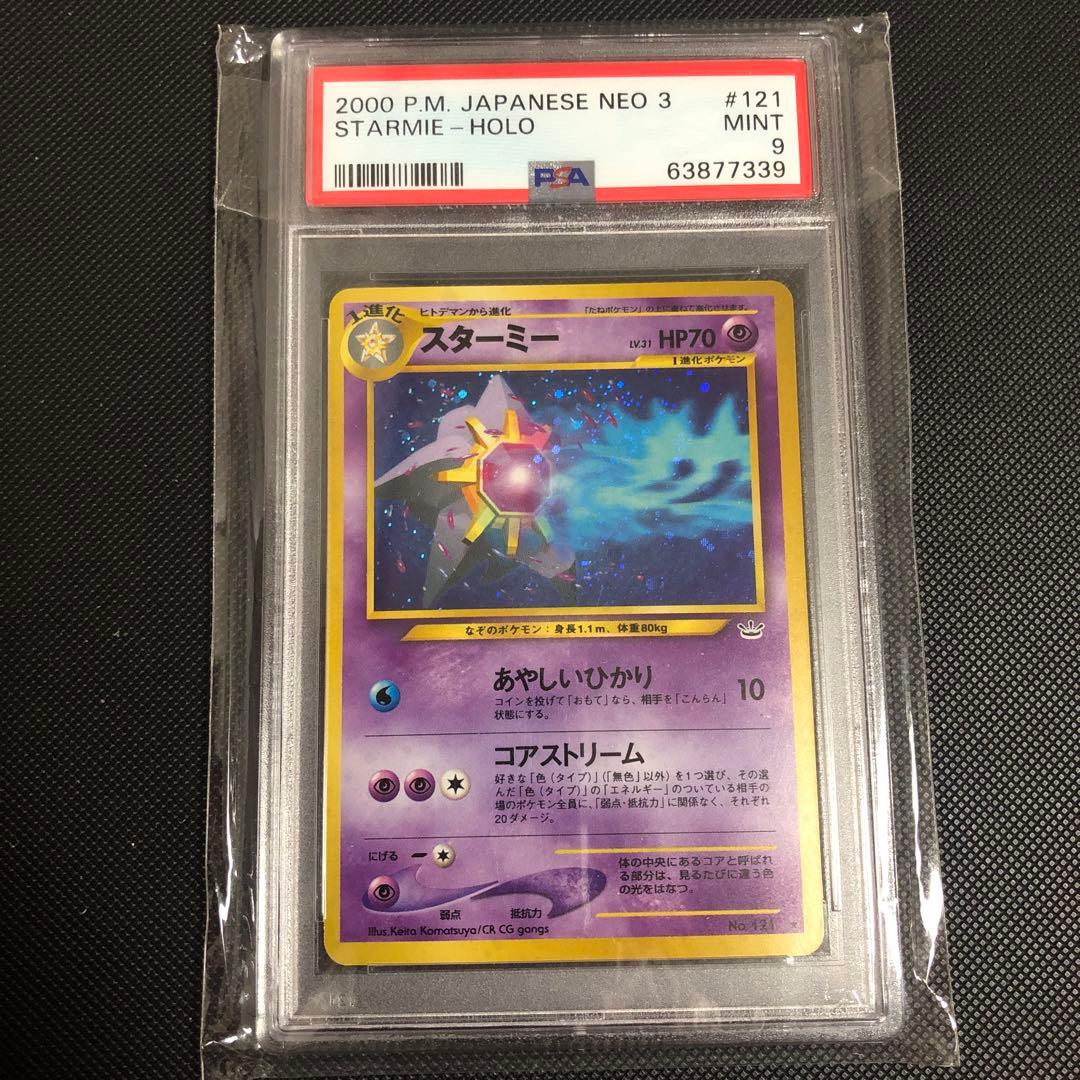 2000 P.M. JAPANESE NEO 3 #121
STARMIE - HOLO MINT
9
PSA 63877339
1進化 ヒトデマンから進化 「たねポケモン」の上に重ねて進化させます。
スターミー LV.31 HP70
1進化ポケモン
なぞのポケモン:身長1.1m、体重80kg
あやしいひかり 10
コインを投げて「おもて」なら、相手を「こんらん」
状態にする。
コアストリーム
好きな「色(タイプ)」(「無色」以外)を1つ選び、その選
んだ「色(タイプ)」の「エネルギー」のついている相手の
場のポケモン全員に、「弱点・抵抗力」に関係なく、それぞれ
20ダメージ。
にげる
体の中央にあるコアと呼ばれ
る部分は、見るたびに違う色
の光をはなつ。
弱点 抵抗力
Illus.Keita Komatsuya/CR CG gangs No.121